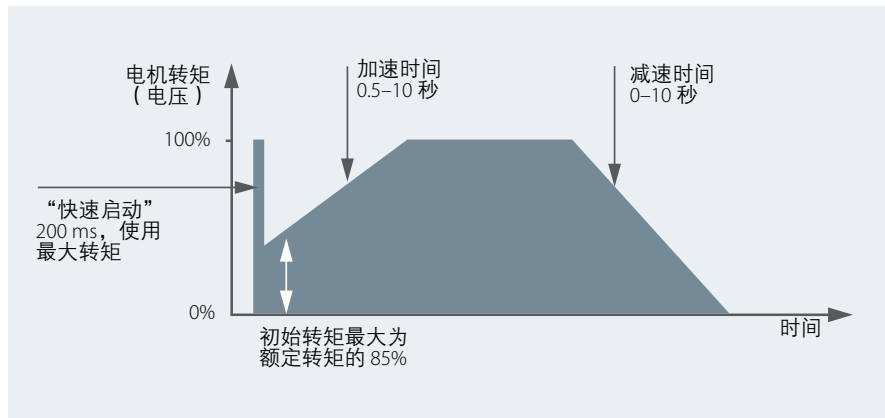 电机转矩
（电压）
加速时间
0.5–10 秒
减速时间
0–10 秒
100%
“快速启动”
200 ms，使用
最大转矩
0%
时间
初始转矩最大为
额定转矩的 85%